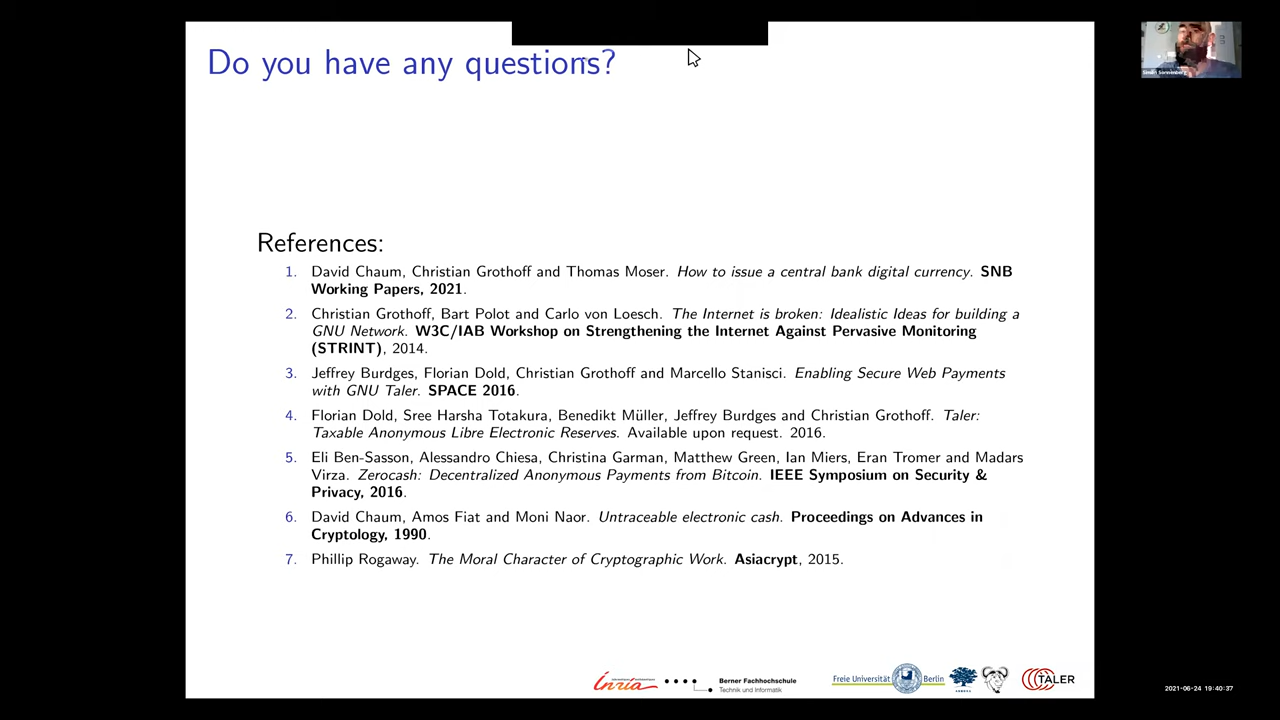 Do you have any questions?
References:
1. David Chaum, Christian Grothoff and Thomas Moser. How to issue a central bank digital currency. SNB
Working Papers, 2021.
2. Christian Grothoff, Bart Polot and Carlo von Loesch. The Internet is broken: Idealistic Ideas for building a
GNU Network. W3C/IAB Workshop on Strengthening the Internet Against Pervasive Monitoring
(STRINT), 2014.
3. Jeffrey Burdges, Florian Dold, Christian Grothoff and Marcello Stanisci. Enabling Secure Web Payments
with GNU Taler. SPACE 2016.
4. Florian Dold, Sree Harsha Totakura, Benedikt Müller, Jeffrey Burdges and Christian Grothoff. Taler:
Taxable Anonymous Libre Electronic Reserves. Available upon request. 2016.
5. Eli Ben-Sasson, Alessandro Chiesa, Christina Garman, Matthew Green, Ian Miers, Eran Tromer and Madars
Virza. Zerocash: Decentralized Anonymous Payments from Bitcoin. IEEE Symposium on Security &
Privacy, 2016.
6. David Chaum, Amos Fiat and Moni Naor. Untraceable electronic cash. Proceedings on Advances in
Cryptology, 1990.
7. Phillip Rogaway. The Moral Character of Cryptographic Work. Asiacrypt, 2015.
Inria
Berner Fachhochschule
Technik und Informatik
Freie Universität Berlin
TALER
Simon Sonnenberg
2021-06-24 19:40:37